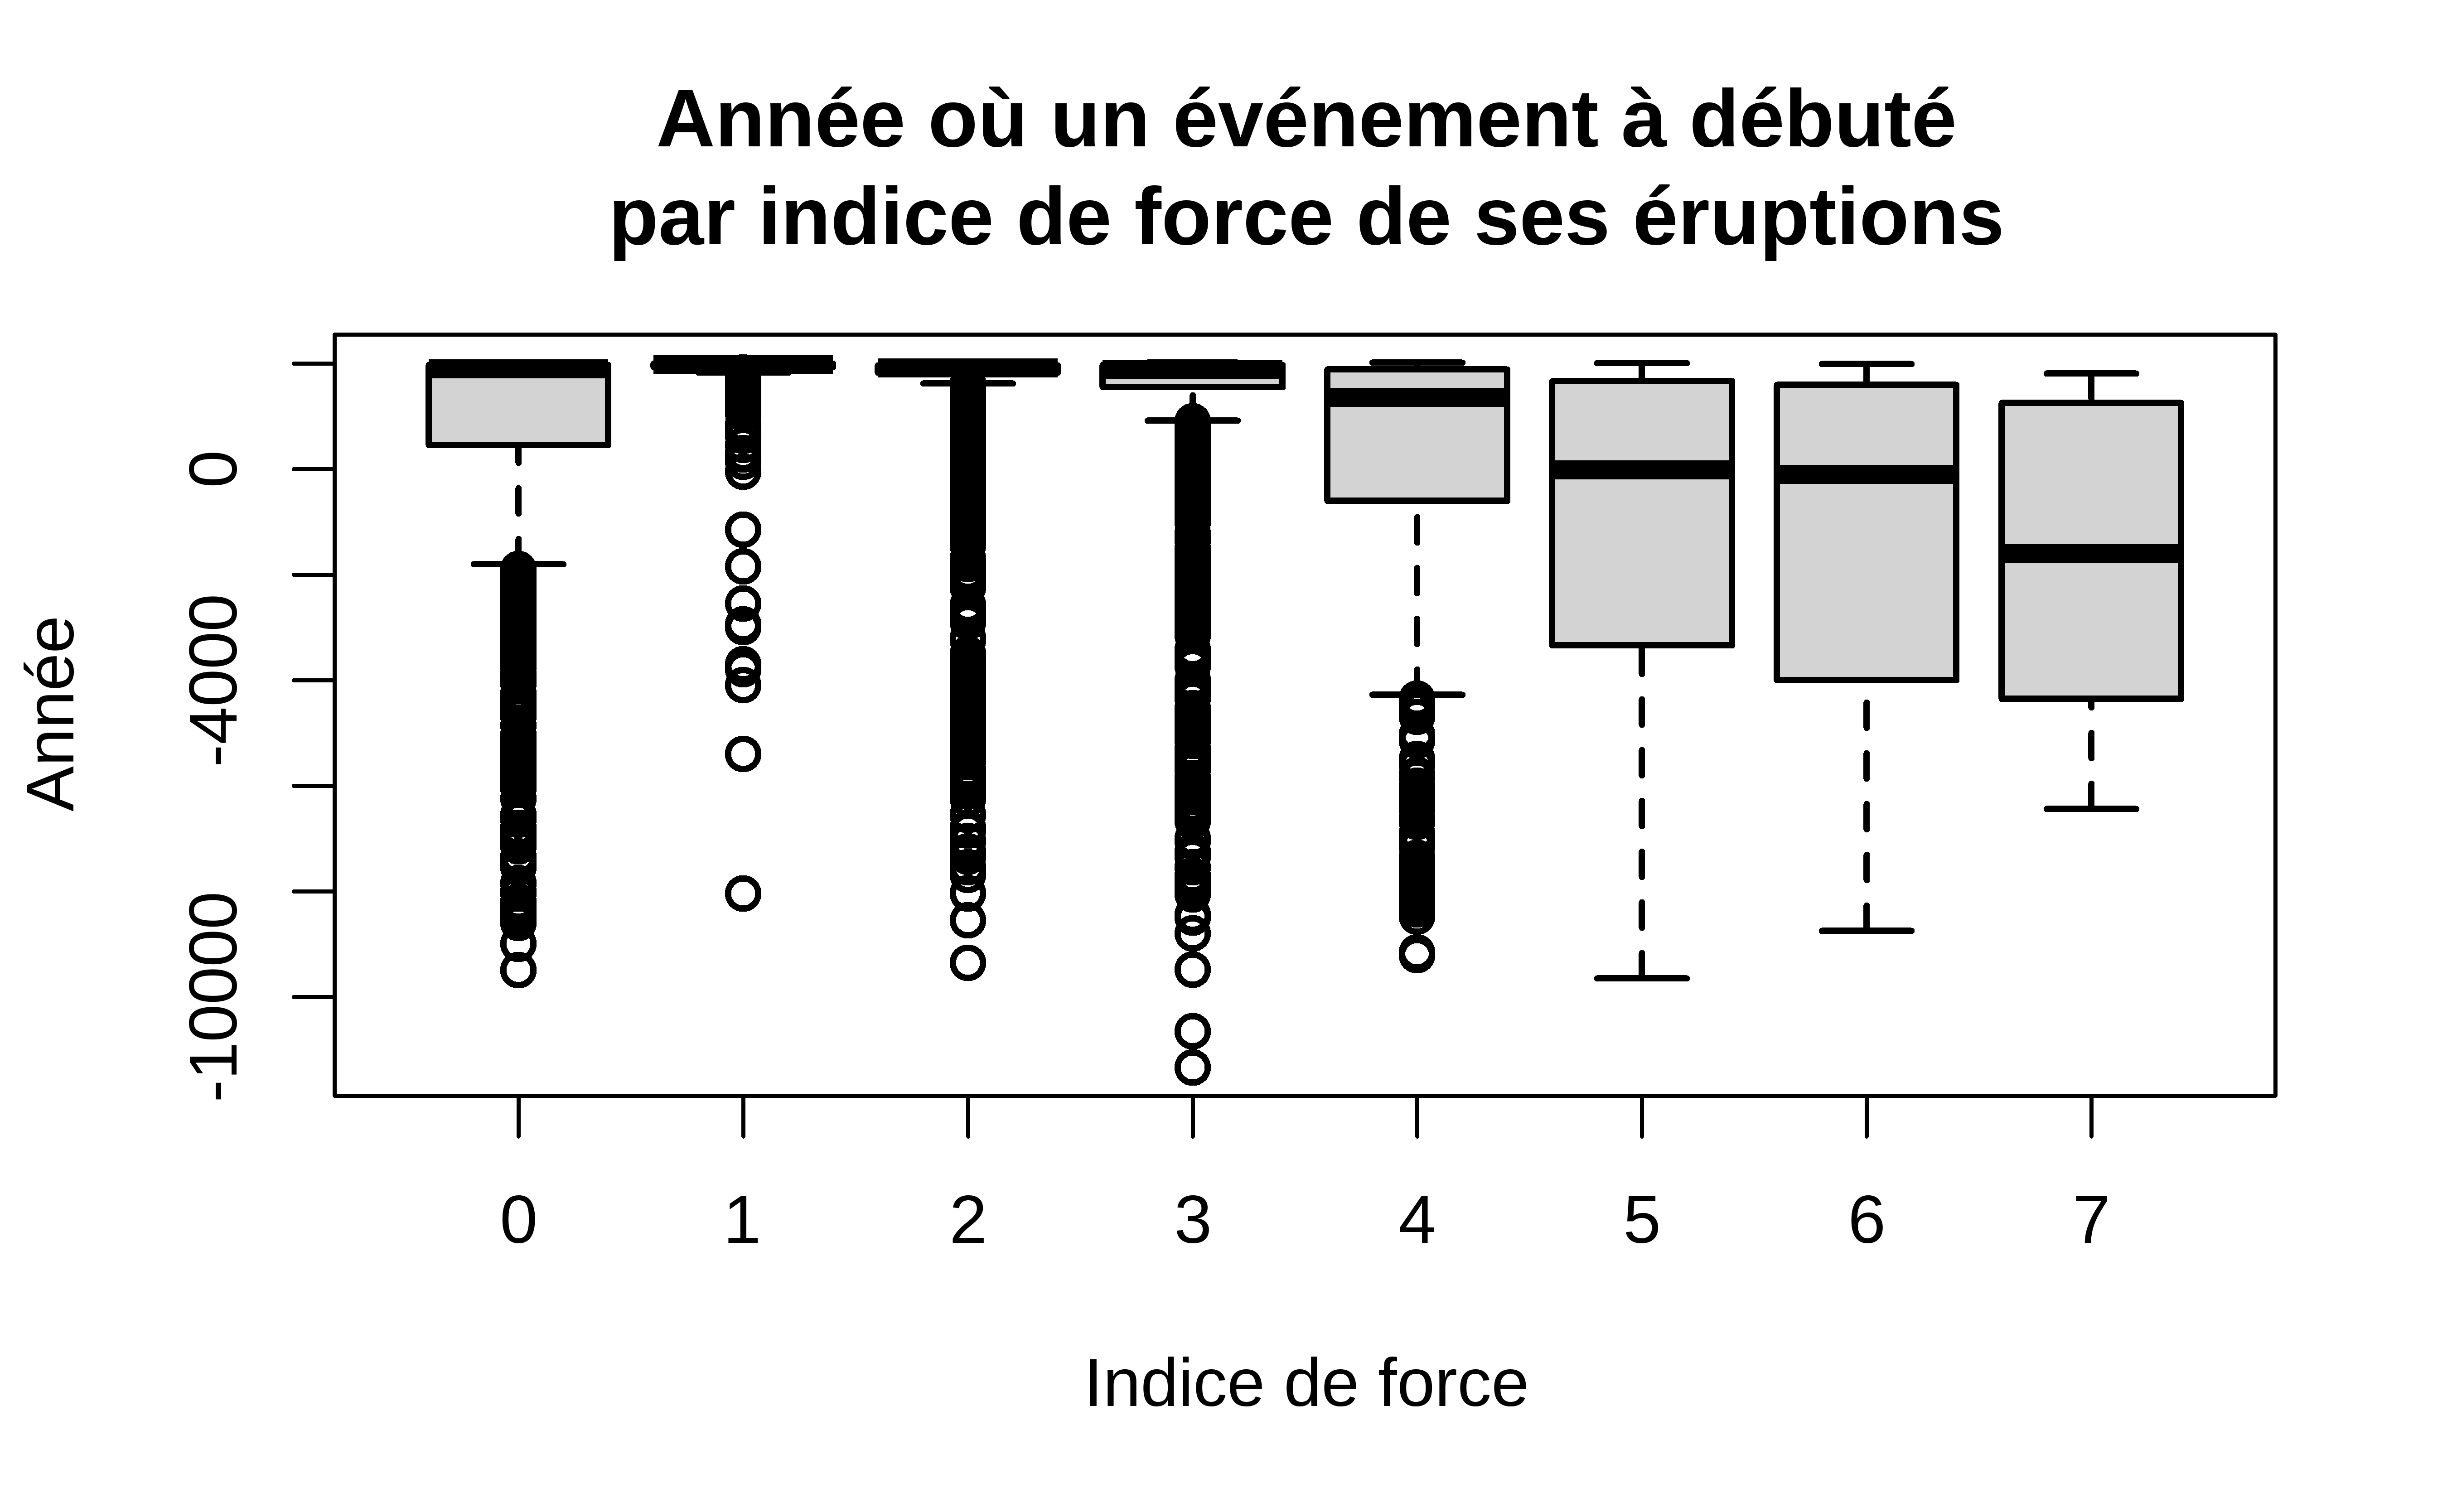 Année où un événement à débuté
par indice de force de ses éruptions
Année
0
-4000
-10000
0 1 2 3 4 5 6 7
Indice de force